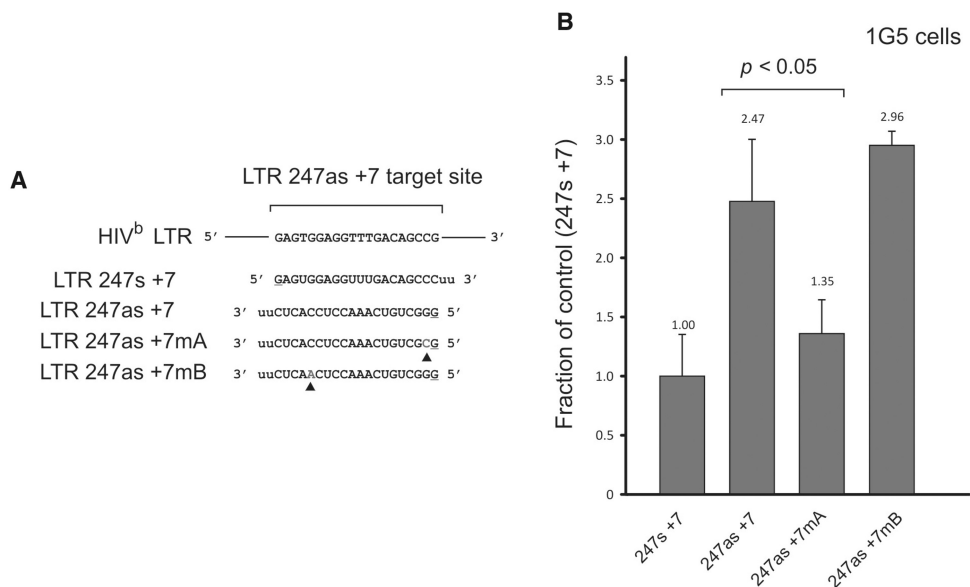 A
LTR 247as +7 target site
HIVb LTR 5′ GAGTGGAGGTTTGACAGCCG 3′
LTR 247s +7 5′ GAGUGGAGGUUUGACAGCCCuu 3′
LTR 247as +7 3′ uuCUCACCUCCAAACUGUCGGG 5′
LTR 247as +7mA 3′ uuCUCACCUCCAAACUGUCGCG 5′
LTR 247as +7mB 3′ uuCUCAACUCCAAACUGUCGGG 5′
B
1G5 cells
p < 0.05
Fraction of control (247s +7)
3.5
3.0
2.5
2.0
1.5
1.0
0.5
0
1.00
2.47
1.35
2.96
247s +7
247as +7
247as +7mA
247as +7mB